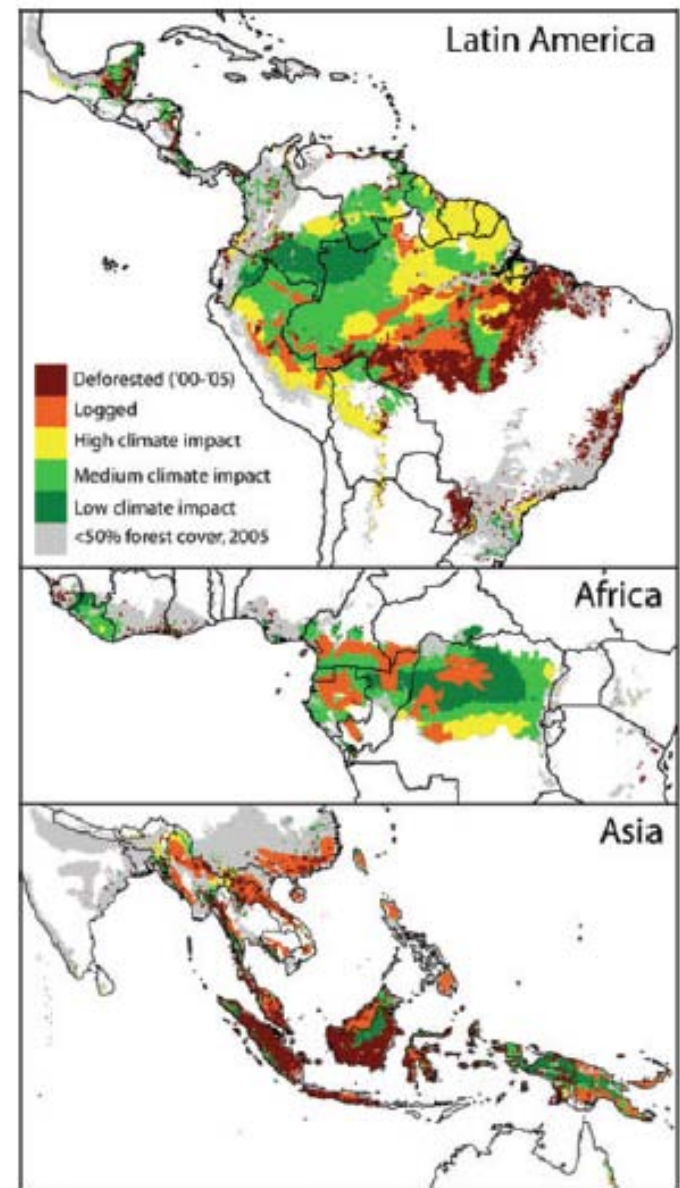 Latin America
Deforested ('00-'05)
Logged
High climate impact
Medium climate impact
Low climate impact
<50% forest cover, 2005
Africa
Asia